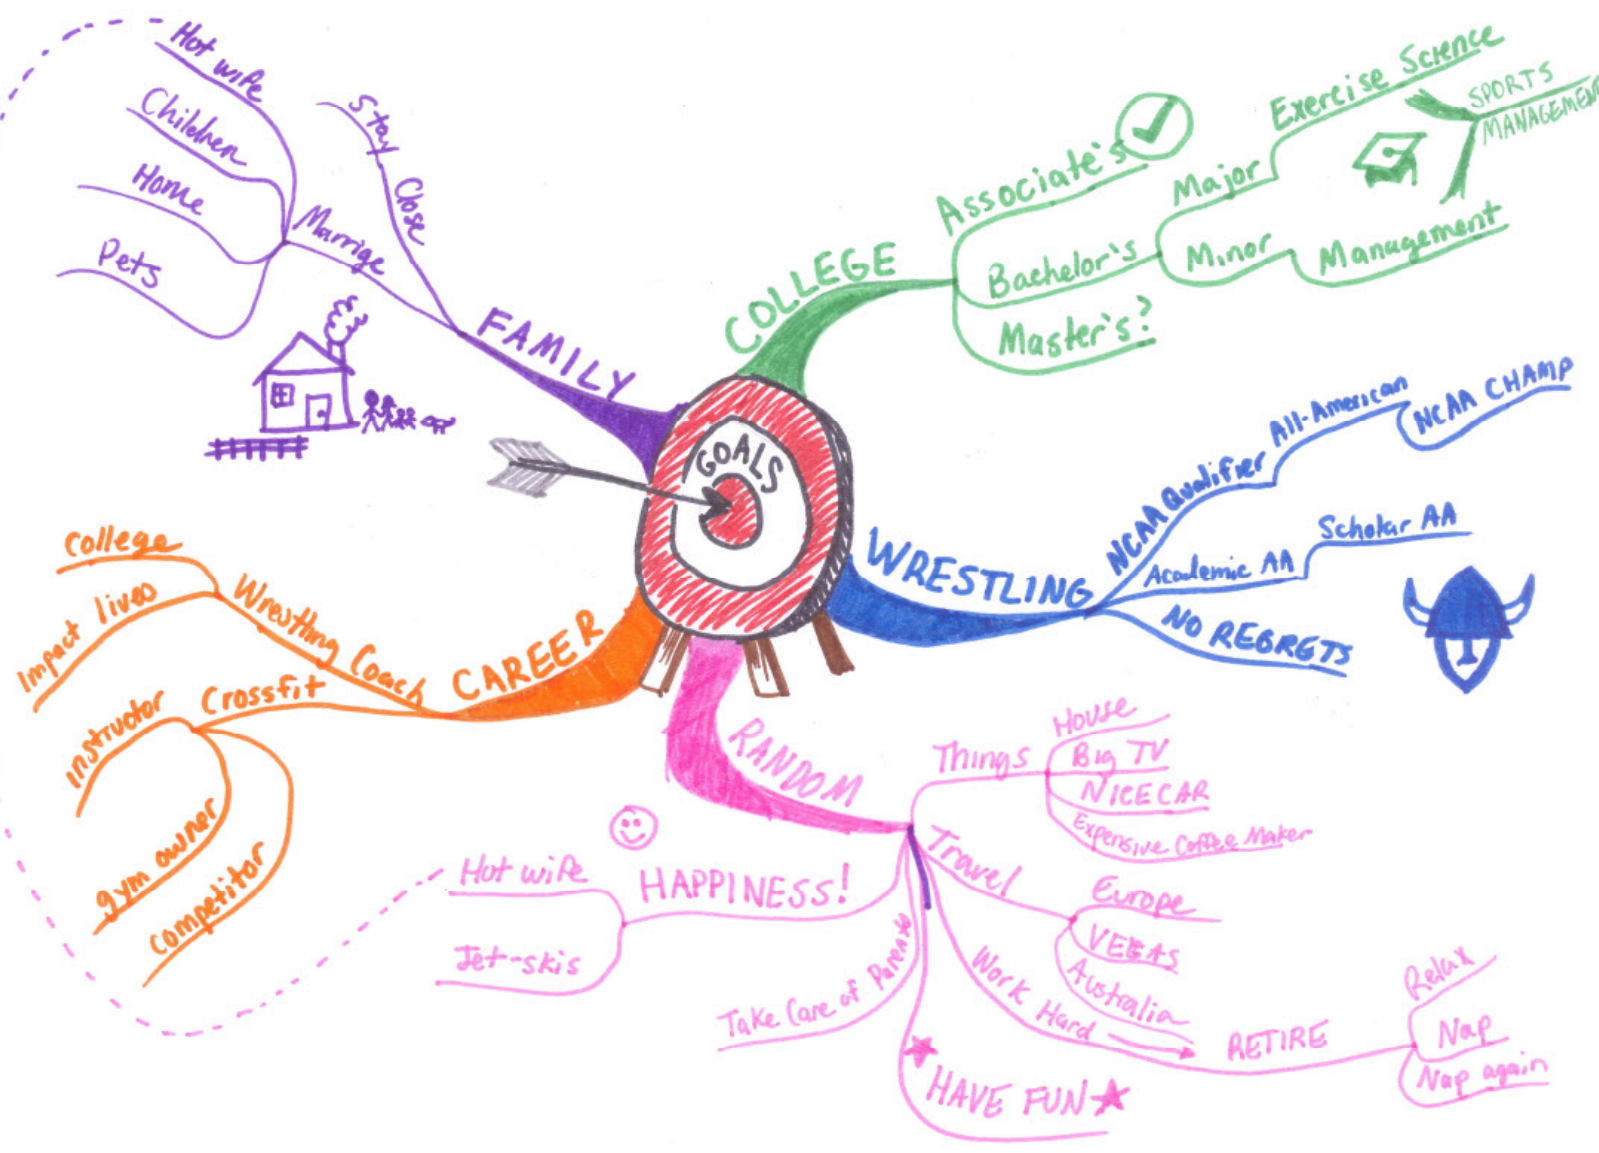 GOALS
COLLEGE
Associate's
Bachelor's
Major
Exercise Science
SPORTS
MANAGEMENT
Minor
Management
Master's?
WRESTLING
NCAA Qualifier
All-American
NCAA CHAMP
Academic AA
Scholar AA
NO REGRETS
RANDOM
Things
House
Big TV
NICE CAR
Expensive Coffee Maker
Travel
Europe
VEGAS
Australia
Work Hard
RETIRE
Relax
Nap
Nap again
HAVE FUN
Take Care of Parents
HAPPINESS!
Hot wife
Jet-skis
CAREER
Wrestling Coach
College
Impact lives
Crossfit
Instructor
gym owner
competitor
FAMILY
Stay Close
Marrige
Hot wife
Children
Home
Pets